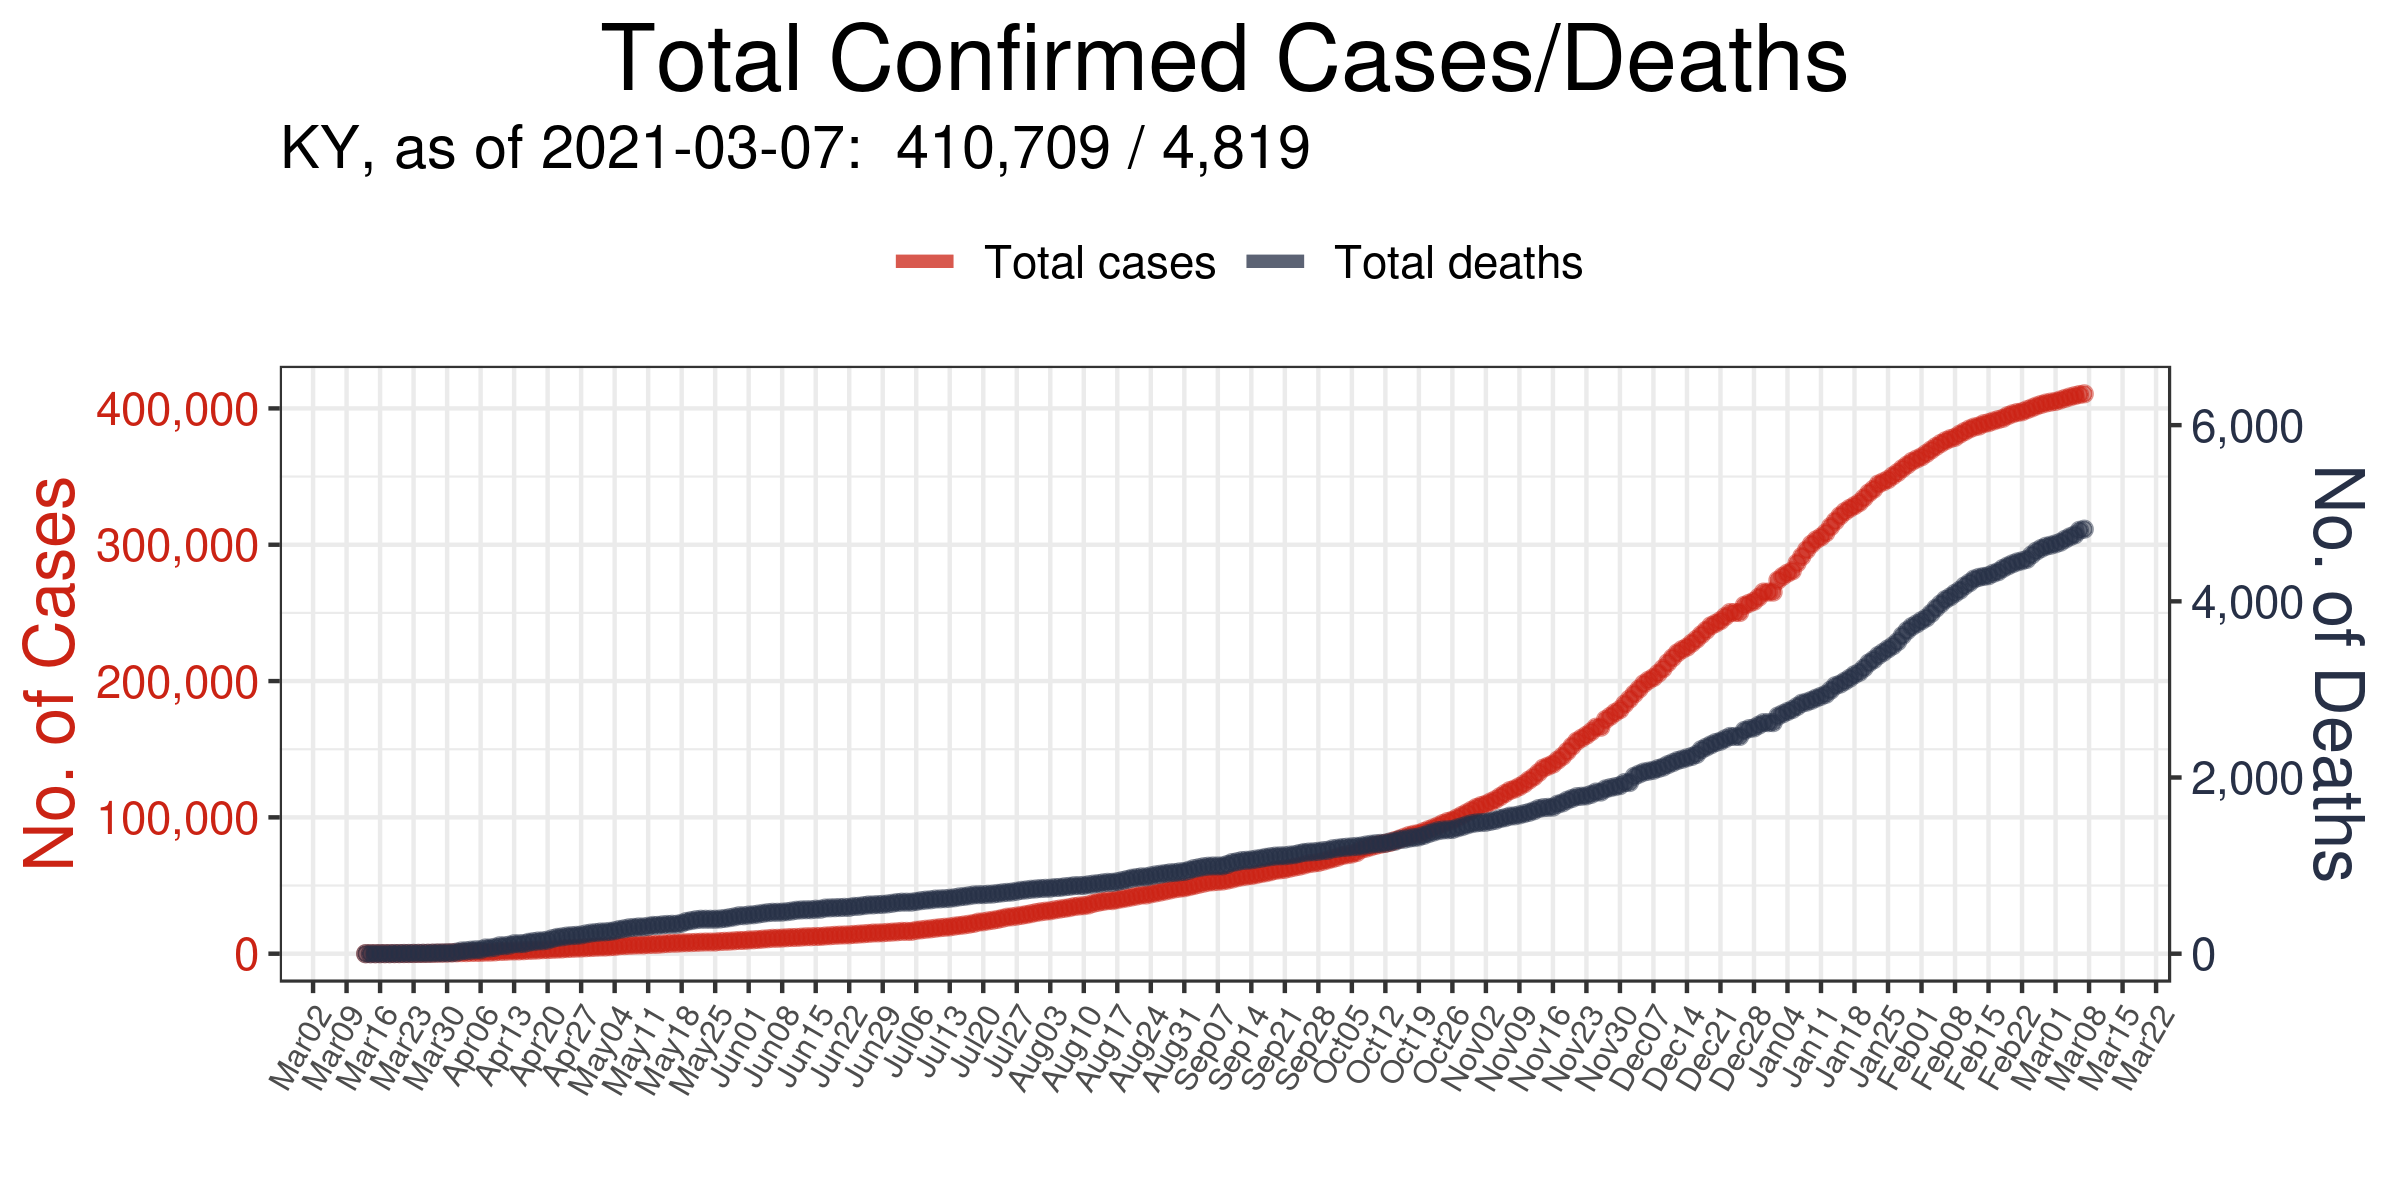 Total Confirmed Cases/Deaths
KY, as of 2021-03-07:  410,709 / 4,819
Total cases
Total deaths
No. of Cases
400,000
300,000
200,000
100,000
0
6,000
4,000
2,000
0
No. of Deaths
Mar02
Mar09
Mar16
Mar23
Mar30
Apr06
Apr13
Apr20
Apr27
May04
May11
May18
May25
Jun01
Jun08
Jun15
Jun22
Jun29
Jul06
Jul13
Jul20
Jul27
Aug03
Aug10
Aug17
Aug24
Aug31
Sep07
Sep14
Sep21
Sep28
Oct05
Oct12
Oct19
Oct26
Nov02
Nov09
Nov16
Nov23
Nov30
Dec07
Dec14
Dec21
Dec28
Jan04
Jan11
Jan18
Jan25
Feb01
Feb08
Feb15
Feb22
Mar01
Mar08
Mar15
Mar22